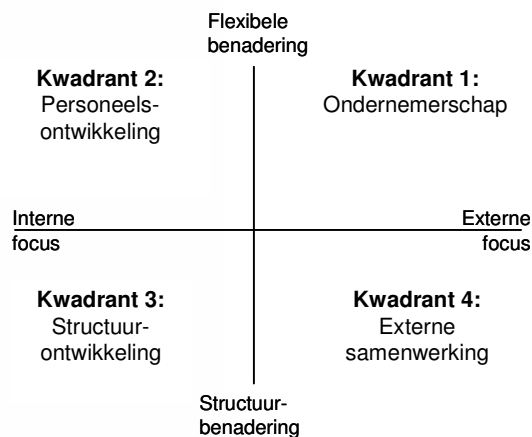 Flexibele
benadering
Kwadrant 2:
Personeels-
ontwikkeling
Kwadrant 1:
Ondernemerschap
Interne
focus
Externe
focus
Kwadrant 3:
Structuur-
ontwikkeling
Kwadrant 4:
Externe
samenwerking
Structuur-
benadering